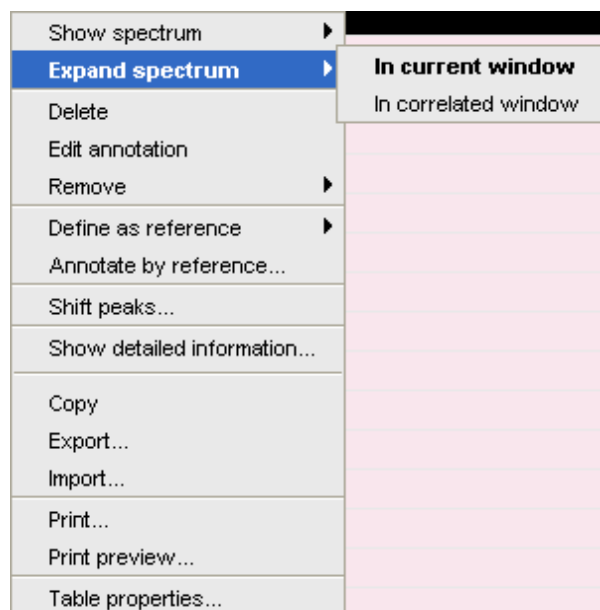 Show spectrum
Expand spectrum
In current window
In correlated window
Delete
Edit annotation
Remove
Define as reference
Annotate by reference...
Shift peaks...
Show detailed information...
Copy
Export...
Import...
Print...
Print preview...
Table properties...